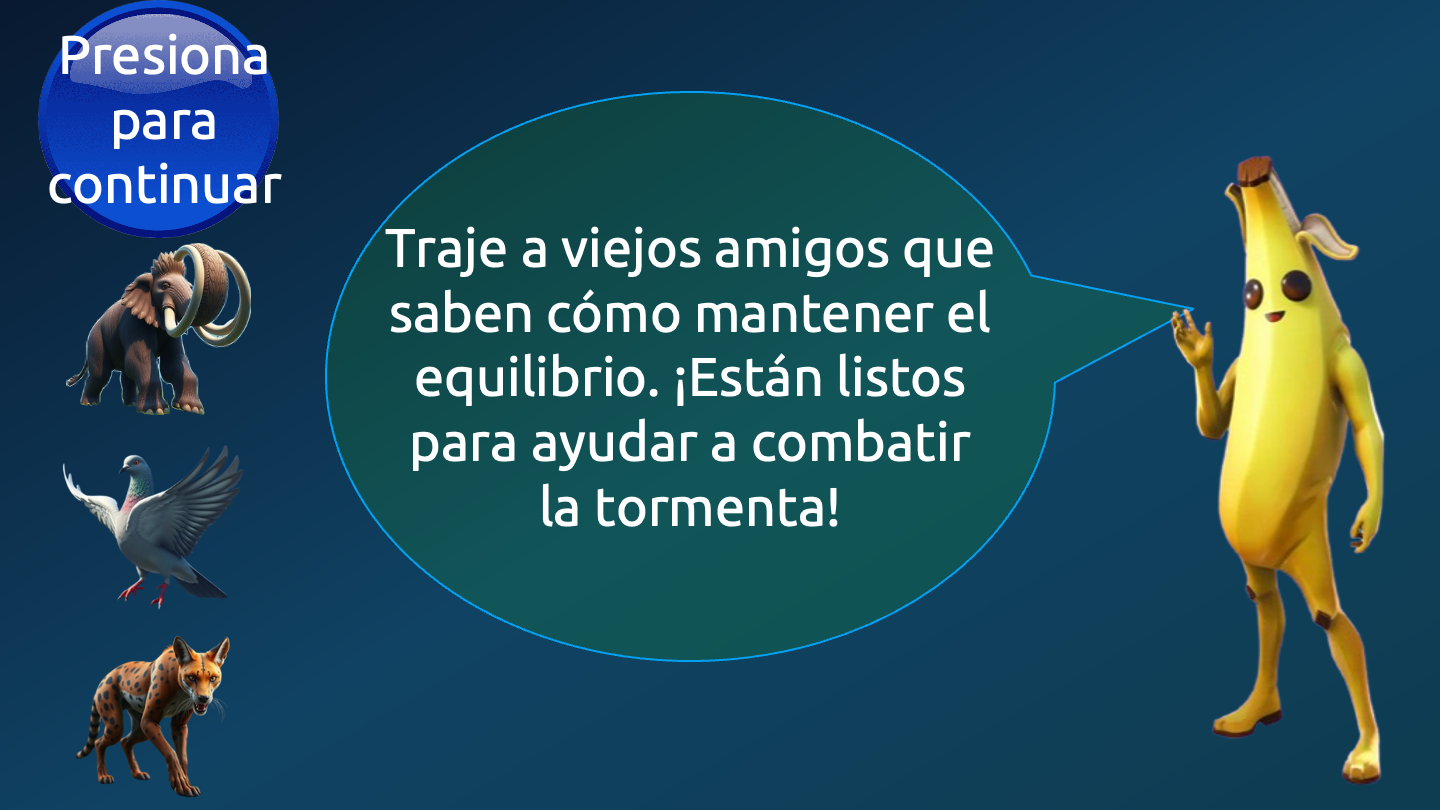 Presiona
para
continuar
Traje a viejos amigos que
saben cómo mantener el
equilibrio. ¡Están listos
para ayudar a combatir
la tormenta!